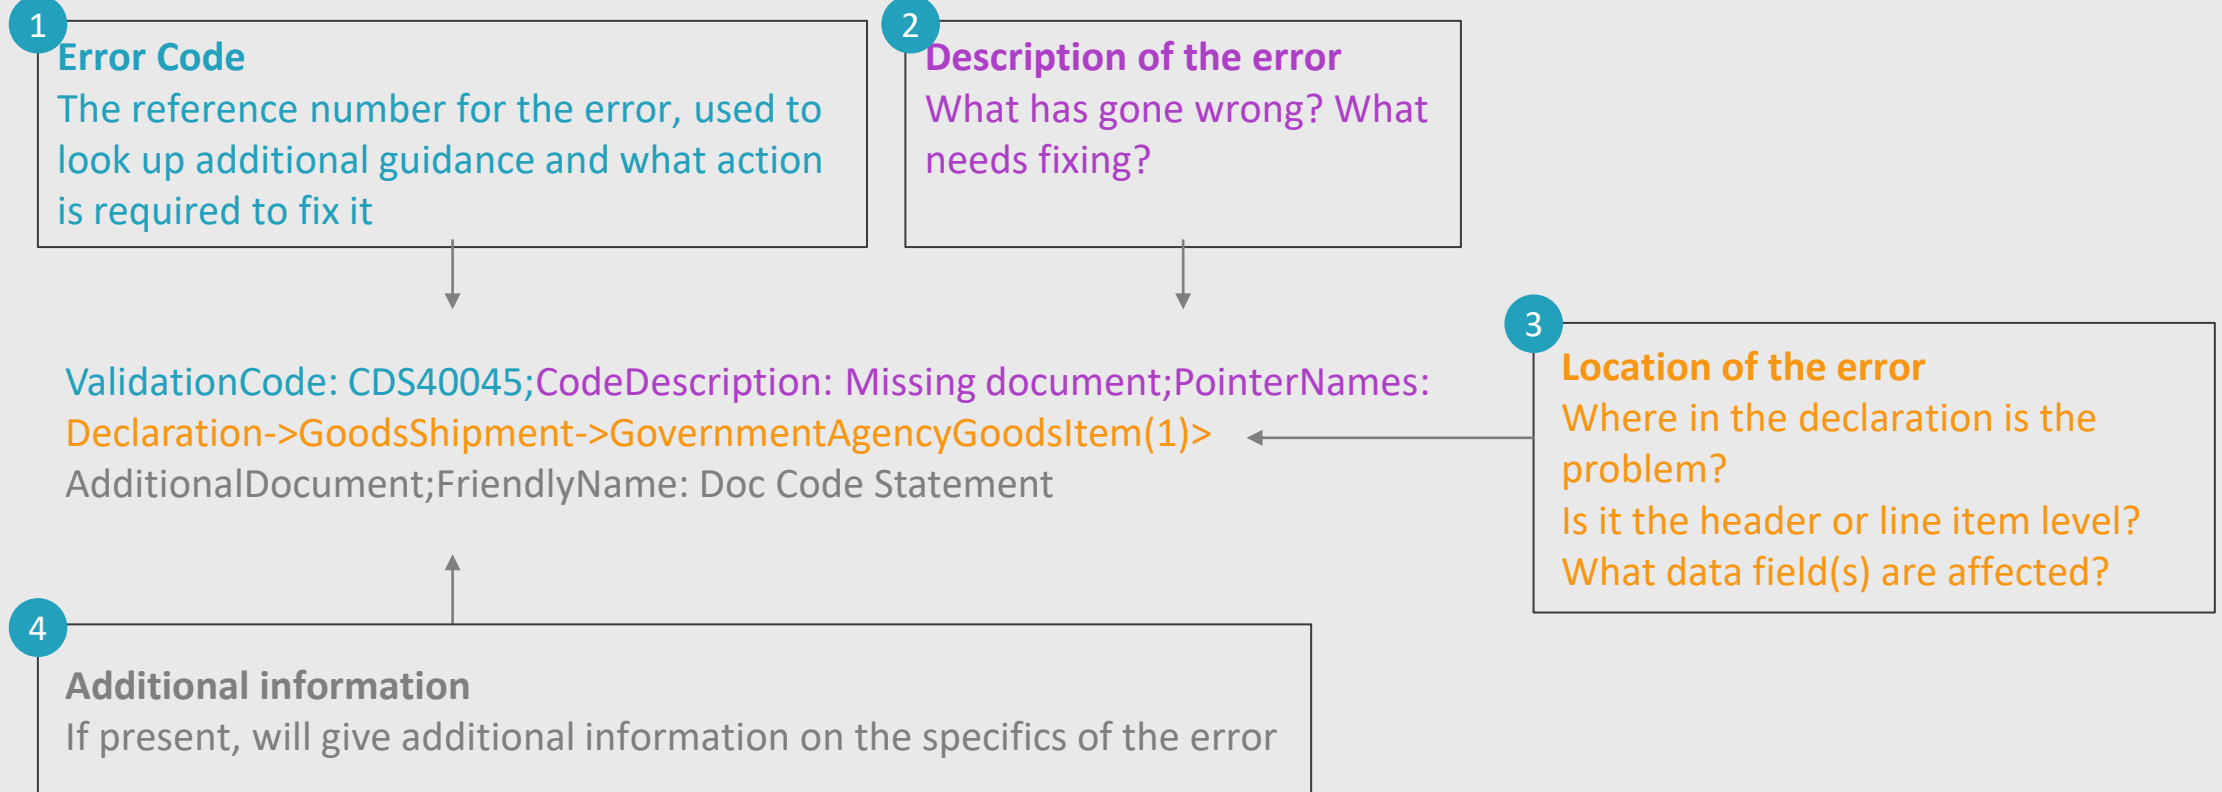 1
Error Code
The reference number for the error, used to
look up additional guidance and what action
is required to fix it
2
Description of the error
What has gone wrong? What
needs fixing?
ValidationCode: CDS40045;CodeDescription: Missing document;PointerNames:
Declaration->GoodsShipment->GovernmentAgencyGoodsItem(1)>
AdditionalDocument;FriendlyName: Doc Code Statement
3
Location of the error
Where in the declaration is the
problem?
Is it the header or line item level?
What data field(s) are affected?
4
Additional information
If present, will give additional information on the specifics of the error